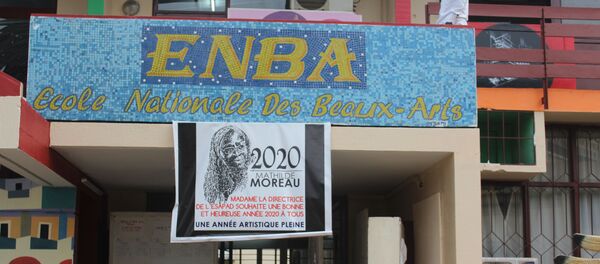 ENBA
Ecole Nationale Des Beaux-Arts
2020
MATHILDE
MOREAU
MADAME LA DIRECTRICE
DE L'ESAPAD SOUHAITE UNE BONNE
ET HEUREUSE ANNÉE 2020 À TOUS
UNE ANNÉE ARTISTIQUE PLEINE